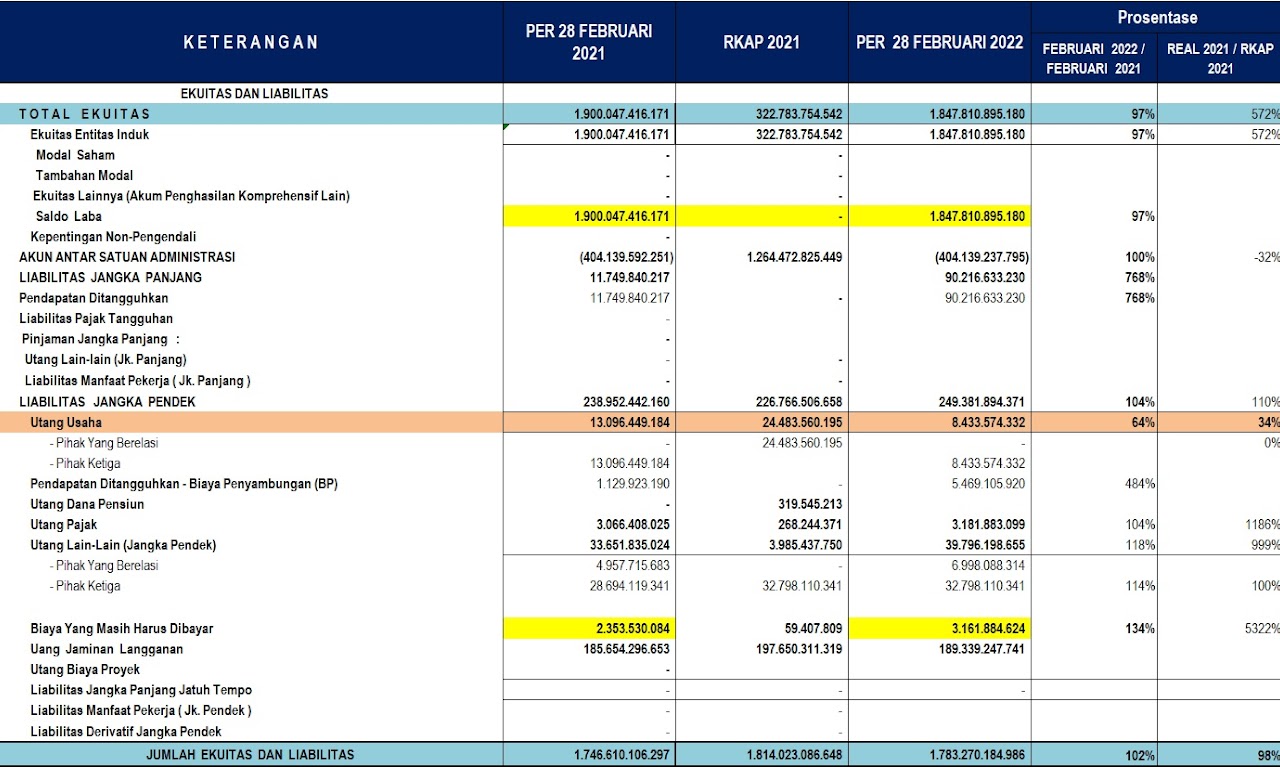 KETERANGAN PER 28 FEBRUARI 2021 RKAP 2021 PER 28 FEBRUARI 2022 Prosentase
FEBRUARI 2022 / FEBRUARI 2021 REAL 2021 / RKAP 2021
EKUITAS DAN LIABILITAS
TOTAL EKUITAS 1.900.047.416.171 322.783.754.542 1.847.810.895.180 97% 572%
Ekuitas Entitas Induk 1.900.047.416.171 322.783.754.542 1.847.810.895.180 97% 572%
Modal Saham - -
Tambahan Modal - -
Ekuitas Lainnya (Akum Penghasilan Komprehensif Lain) - -
Saldo Laba 1.900.047.416.171 - 1.847.810.895.180 97%
Kepentingan Non-Pengendali -
AKUN ANTAR SATUAN ADMINISTRASI (404.139.592.251) 1.264.472.825.449 (404.139.237.795) 100% -32%
LIABILITAS JANGKA PANJANG 11.749.840.217 90.216.633.230 768%
Pendapatan Ditangguhkan 11.749.840.217 - 90.216.633.230 768%
Liabilitas Pajak Tangguhan -
Pinjaman Jangka Panjang : -
Utang Lain-lain (Jk. Panjang) - -
Liabilitas Manfaat Pekerja ( Jk. Panjang ) - -
LIABILITAS JANGKA PENDEK 238.952.442.160 226.766.506.658 249.381.894.371 104% 110%
Utang Usaha 13.096.449.184 24.483.560.195 8.433.574.332 64% 34%
- Pihak Yang Berelasi - 24.483.560.195 - 0%
- Pihak Ketiga 13.096.449.184 8.433.574.332
Pendapatan Ditangguhkan - Biaya Penyambungan (BP) 1.129.923.190 - 5.469.105.920 484%
Utang Dana Pensiun - 319.545.213
Utang Pajak 3.066.408.025 268.244.371 3.181.883.099 104% 1186%
Utang Lain-Lain (Jangka Pendek) 33.651.835.024 3.985.437.750 39.796.198.655 118% 999%
- Pihak Yang Berelasi 4.957.715.683 - 6.998.088.314
- Pihak Ketiga 28.694.119.341 32.798.110.341 32.798.110.341 114% 100%
Biaya Yang Masih Harus Dibayar 2.353.530.084 59.407.809 3.161.884.624 134% 5322%
Uang Jaminan Langganan 185.654.296.653 197.650.311.319 189.339.247.741
Utang Biaya Proyek -
Liabilitas Jangka Panjang Jatuh Tempo - - -
Liabilitas Manfaat Pekerja ( Jk. Pendek ) - -
Liabilitas Derivatif Jangka Pendek - -
JUMLAH EKUITAS DAN LIABILITAS 1.746.610.106.297 1.814.023.086.648 1.783.270.184.986 102% 98%